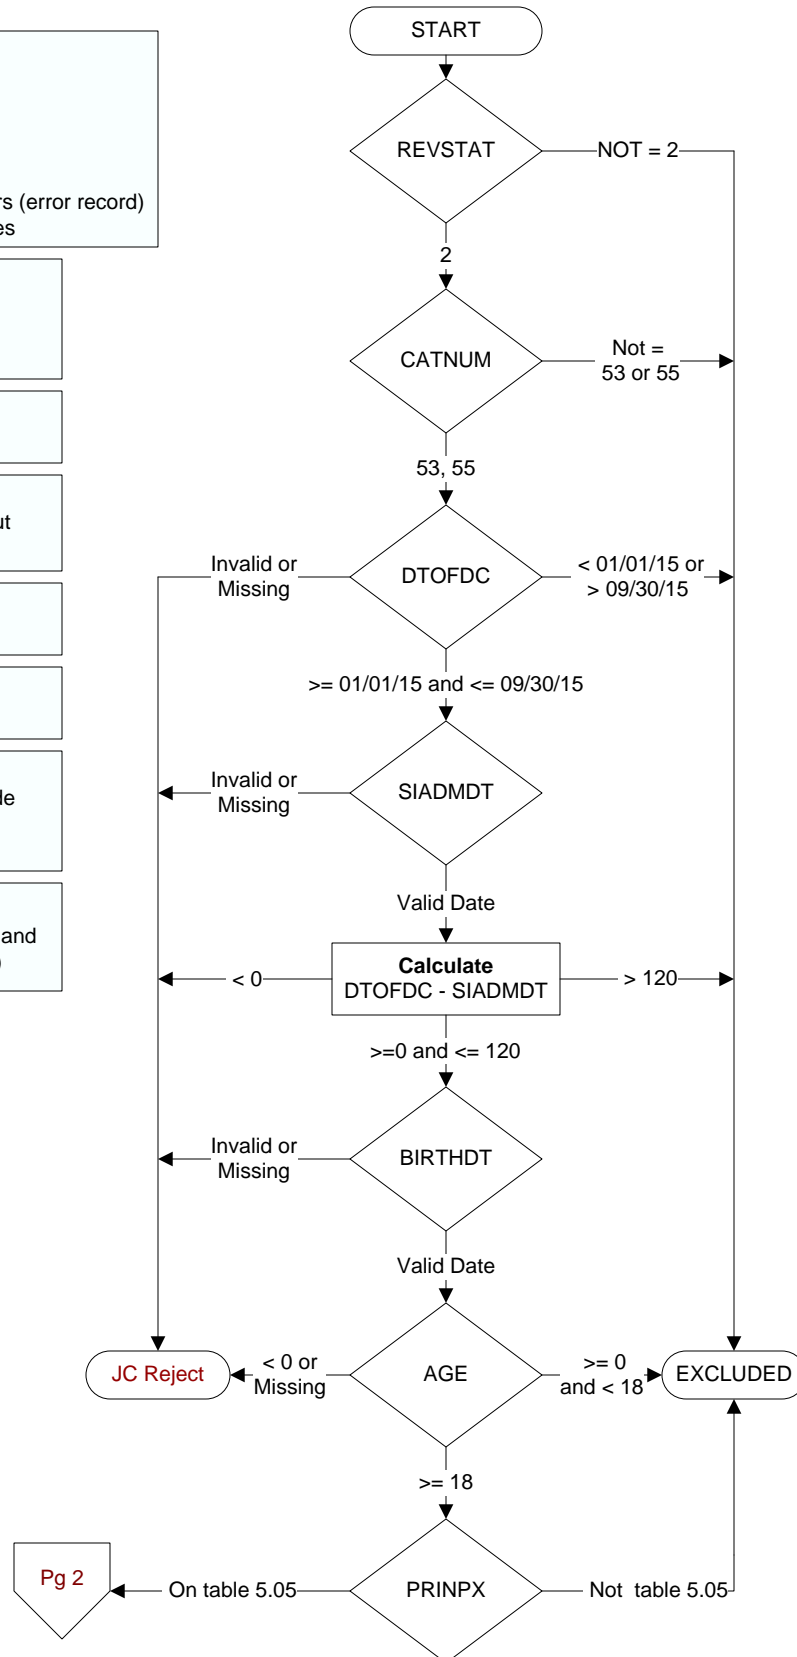 START
REVSTAT
NOT = 2
rs (error record)
es
2
CATNUM
Not =
53 or 55
53, 55
ut
Invalid or
Missing
DTOFDC
< 01/01/15 or
> 09/30/15
>= 01/01/15 and <= 09/30/15
Invalid or
Missing
SIADMDT
de
Valid Date
and
)
Calculate
DTOFDC - SIADMDT
< 0
> 120
>=0 and <= 120
Invalid or
Missing
BIRTHDT
Valid Date
JC Reject
< 0 or
Missing
AGE
>= 0
and < 18
EXCLUDED
>= 18
Pg 2
On table 5.05
PRINPX
Not table 5.05